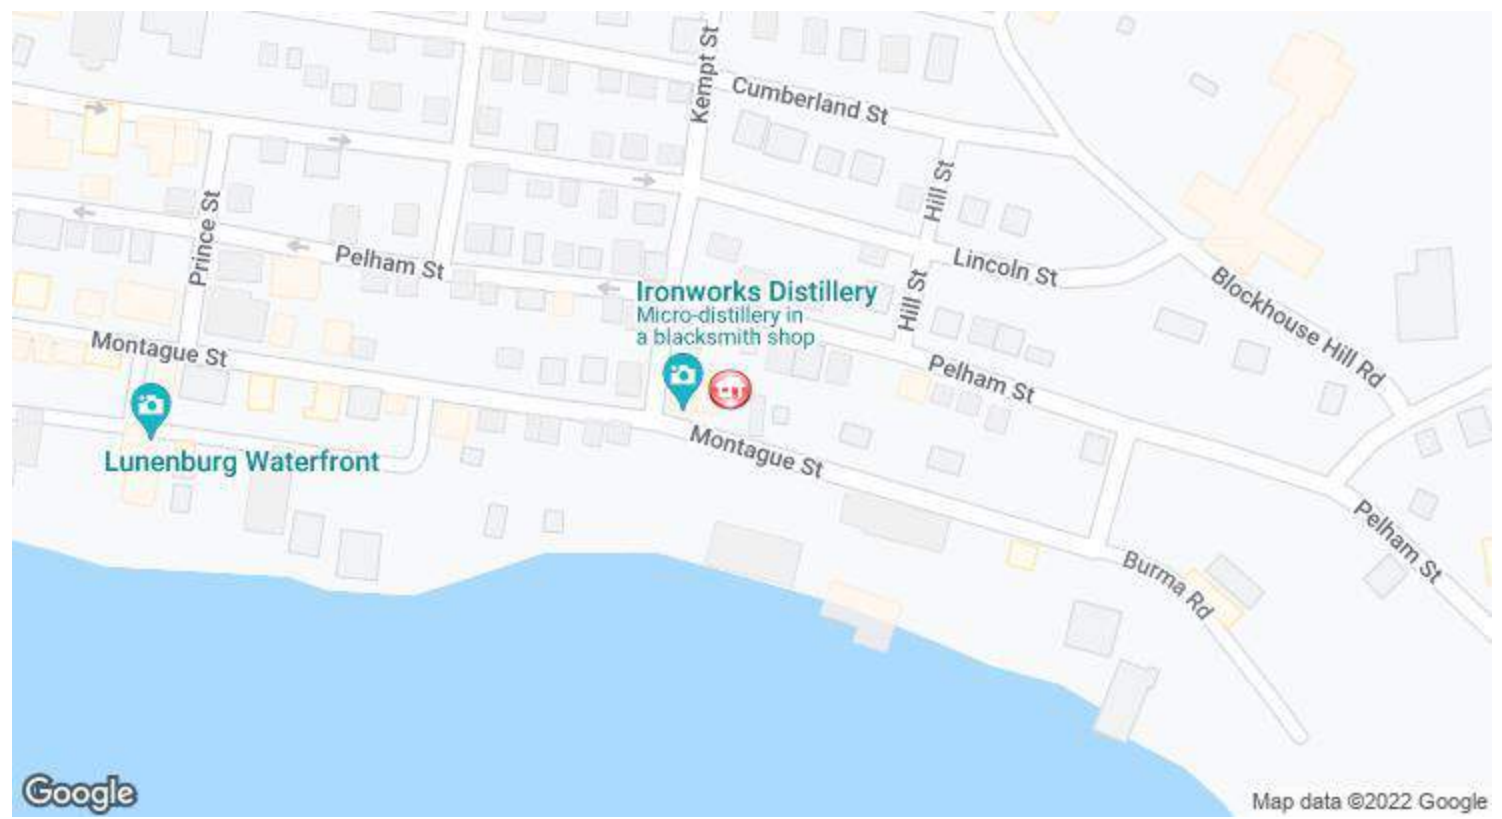 Kempt St
Cumberland St
Hill St
Prince St
Pelham St
Lincoln St
Hill St
Ironworks Distillery
Micro-distillery in
a blacksmith shop
Blockhouse Hill Rd
Montague St
Pelham St
Montague St
Lunenburg Waterfront
Pelham St
Burma Rd
Google
Map data ©2022 Google